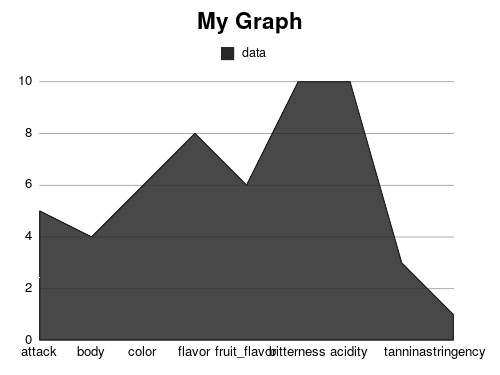 My Graph
data
10
8
6
4
2
0
attack body color flavor fruit_flavor bitterness acidity tannin astringency